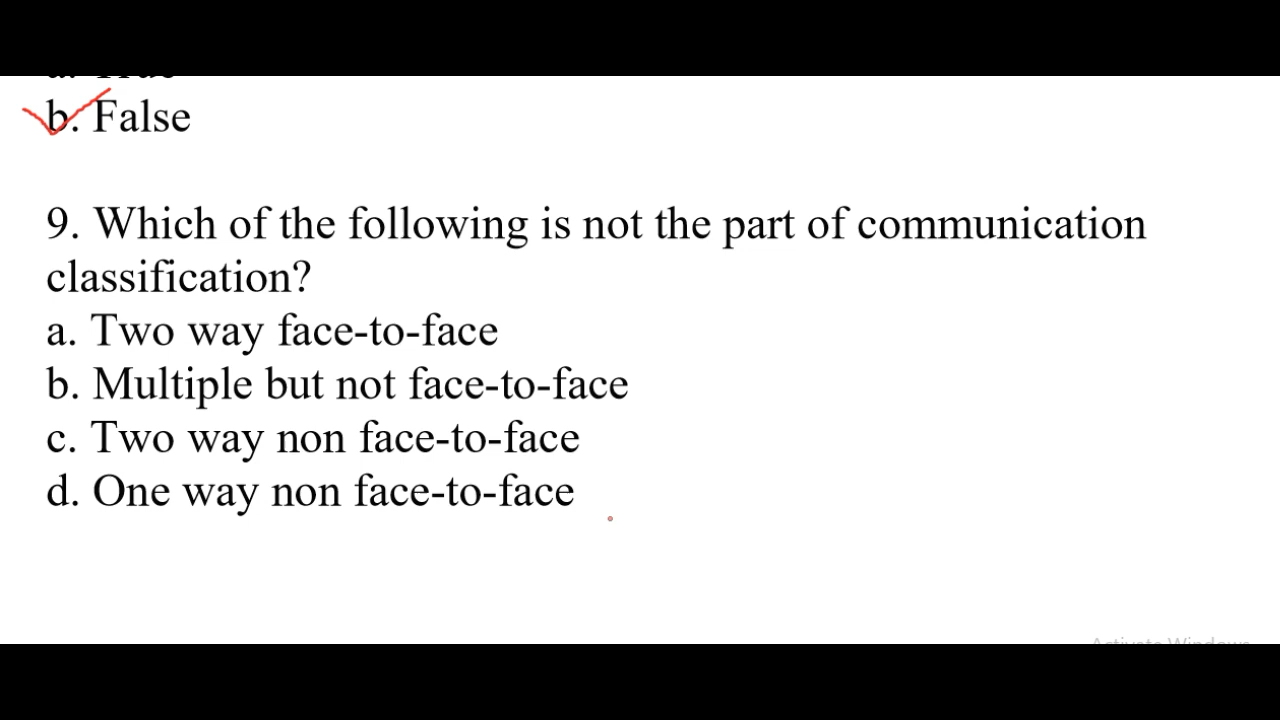 b. False
9. Which of the following is not the part of communication
classification?
a. Two way face-to-face
b. Multiple but not face-to-face
c. Two way non face-to-face
d. One way non face-to-face